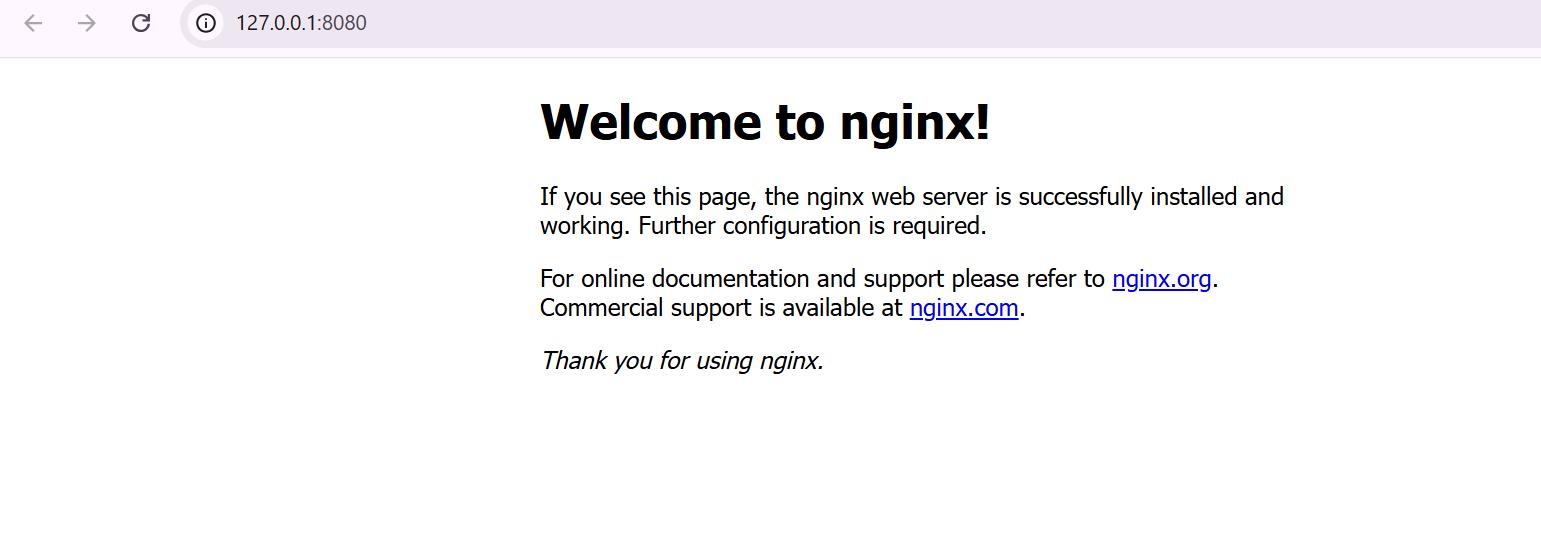 127.0.0.1:8080
Welcome to nginx!
If you see this page, the nginx web server is successfully installed and
working. Further configuration is required.
For online documentation and support please refer to nginx.org.
Commercial support is available at nginx.com.
Thank you for using nginx.